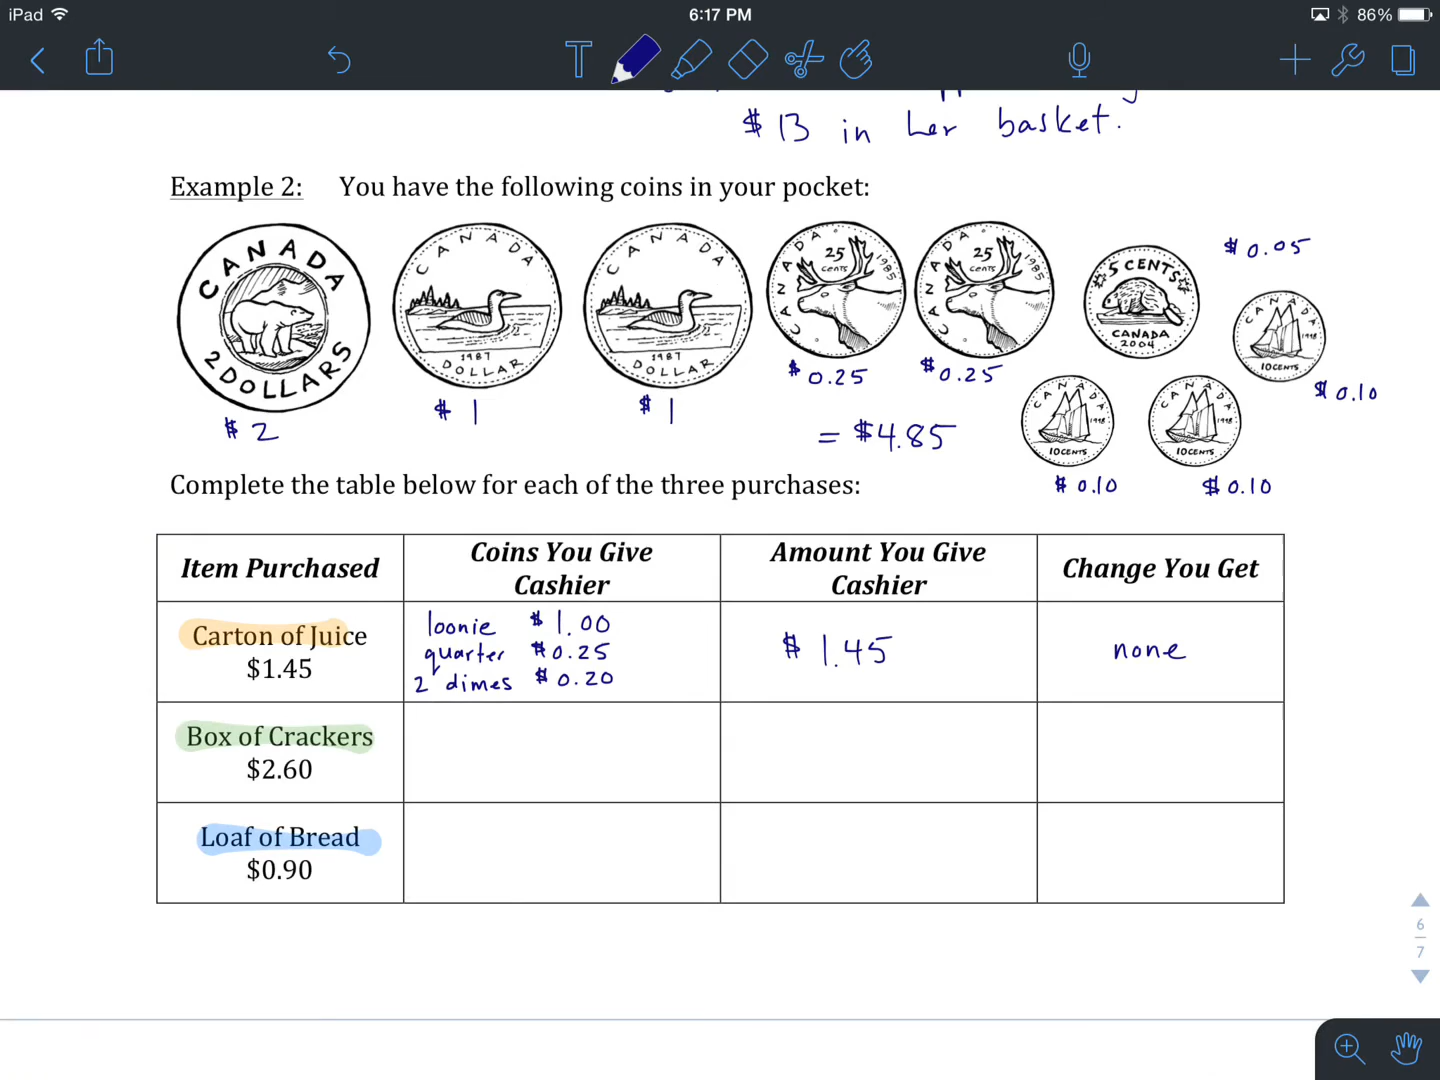 iPad
6:17 PM
86%
$13 in her basket.
Example 2: You have the following coins in your pocket:
CANADA
2 DOLLARS
CANADA
1987
DOLLAR
CANADA
1987
DOLLAR
CANADA
25
cents
1985
CANADA
25
cents
1985
5 CENTS
CANADA
2004
$0.05
CANADA
1998
10 CENTS
$0.10
$0.25
$0.25
CANADA
1998
10 CENTS
CANADA
1998
10 CENTS
$2
$1
$1
= $4.85
$0.10
$0.10
Complete the table below for each of the three purchases:
Item Purchased
Coins You Give
Cashier
Amount You Give
Cashier
Change You Get
Carton of Juice
$1.45
loonie $1.00
quarter $0.25
2 dimes $0.20
$1.45
none
Box of Crackers
$2.60
Loaf of Bread
$0.90
6
7